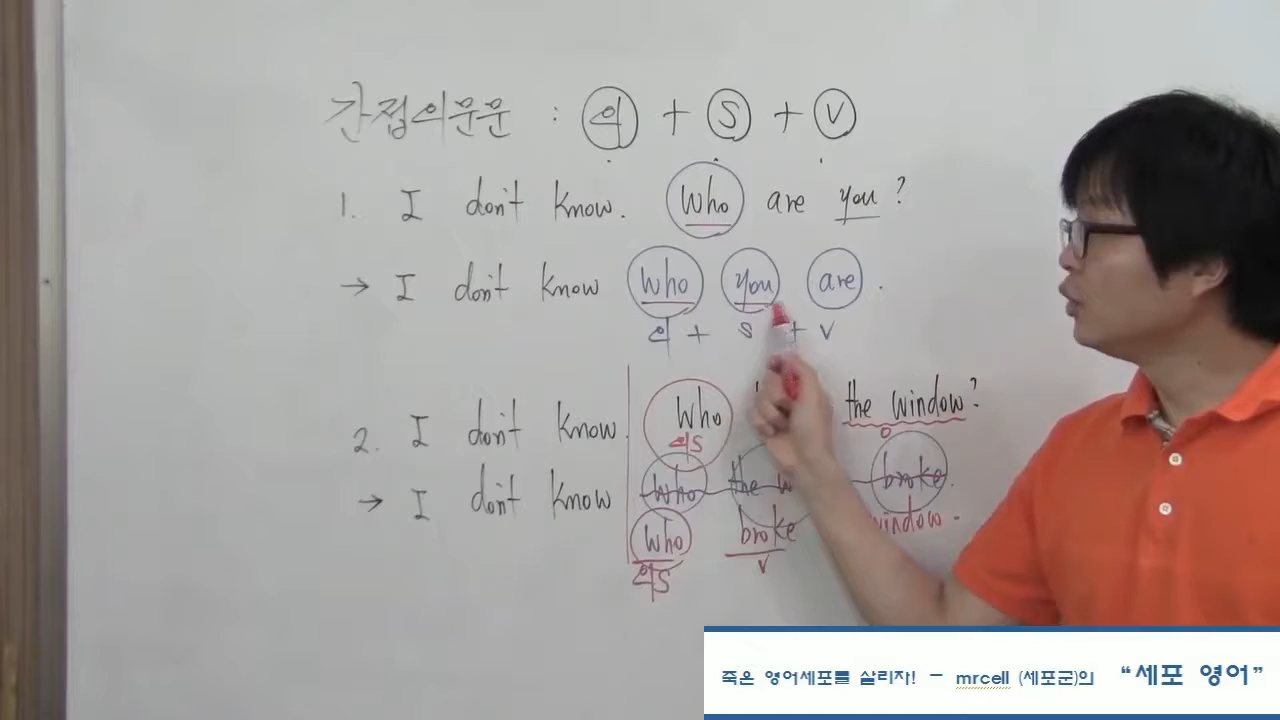 간접의문문 : 의 + S + V
1. I don't know. Who are you?
→ I don't know who you are.
의 + S + V
2. I don't know. Who the window?
의S O
→ I don't know who the w broke.
who broke window.
의S V
죽은 영어세포를 살리자! - mrcell (세포군)의 “세포 영어”